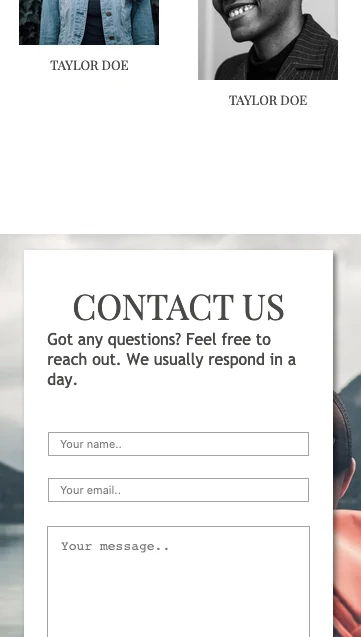 TAYLOR DOE
TAYLOR DOE
CONTACT US
Got any questions? Feel free to
reach out. We usually respond in a
day.
Your name..
Your email..
Your message..